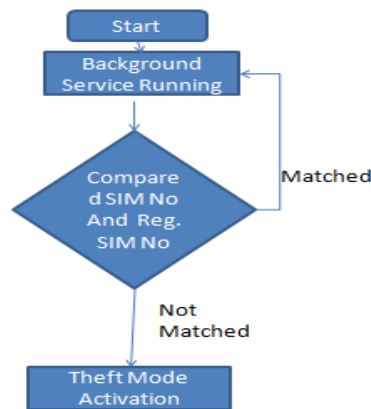 Start
Background
Service Running
Compare
d SIM No
And Reg.
SIM No
Matched
Not
Matched
Theft Mode
Activation